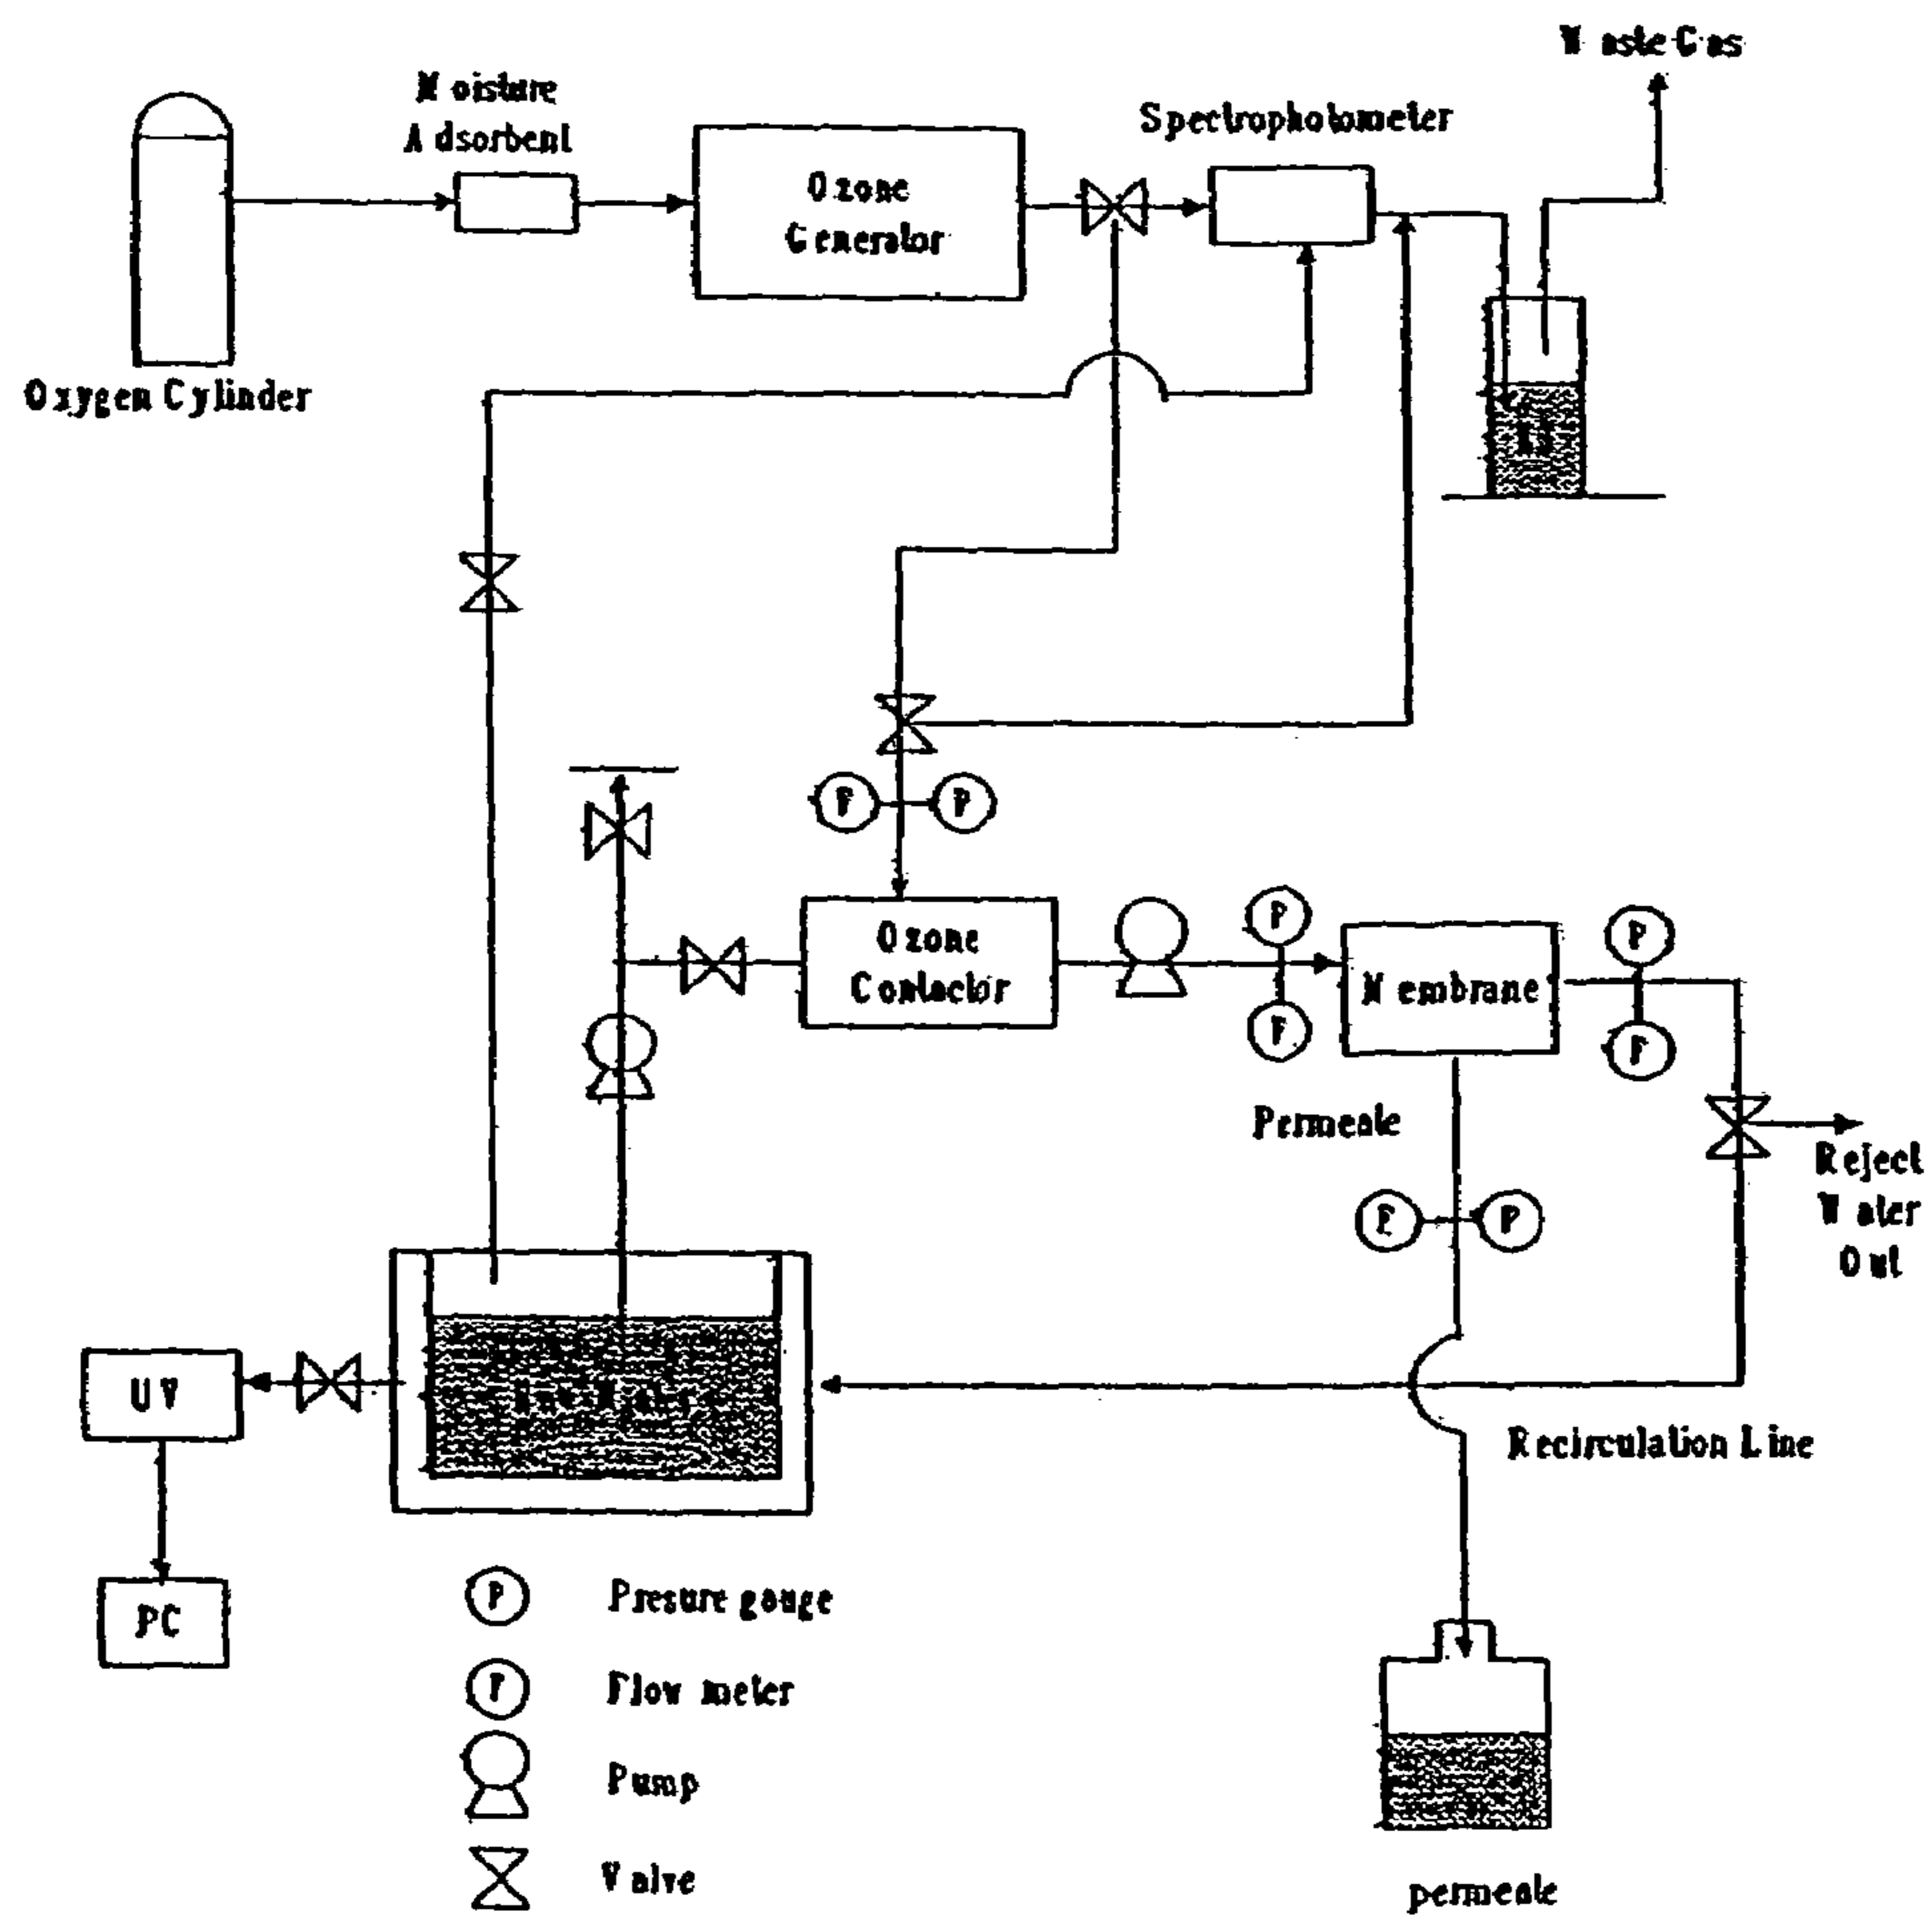 Waste Gas
Moisture
Adsorbent
Spectrophotometer
Ozone
Generator
Oxygen Cylinder
F
P
Ozone
Contactor
P
F
Membrane
P
F
Permeate
F
P
Reject
Water
Out
UV
Recirculation Line
PC
P
Presure gauge
F
Flow meter
Pump
Valve
permeate